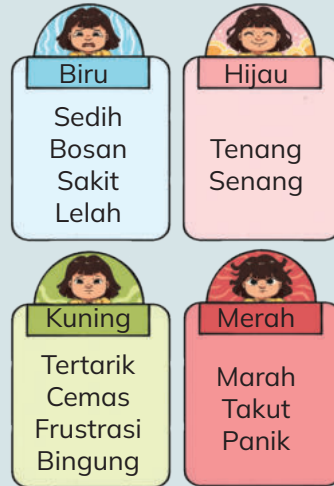 Biru
Sedih
Bosan
Sakit
Lelah
Hijau
Tenang
Senang
Kuning
Tertarik
Cemas
Frustrasi
Bingung
Merah
Marah
Takut
Panik